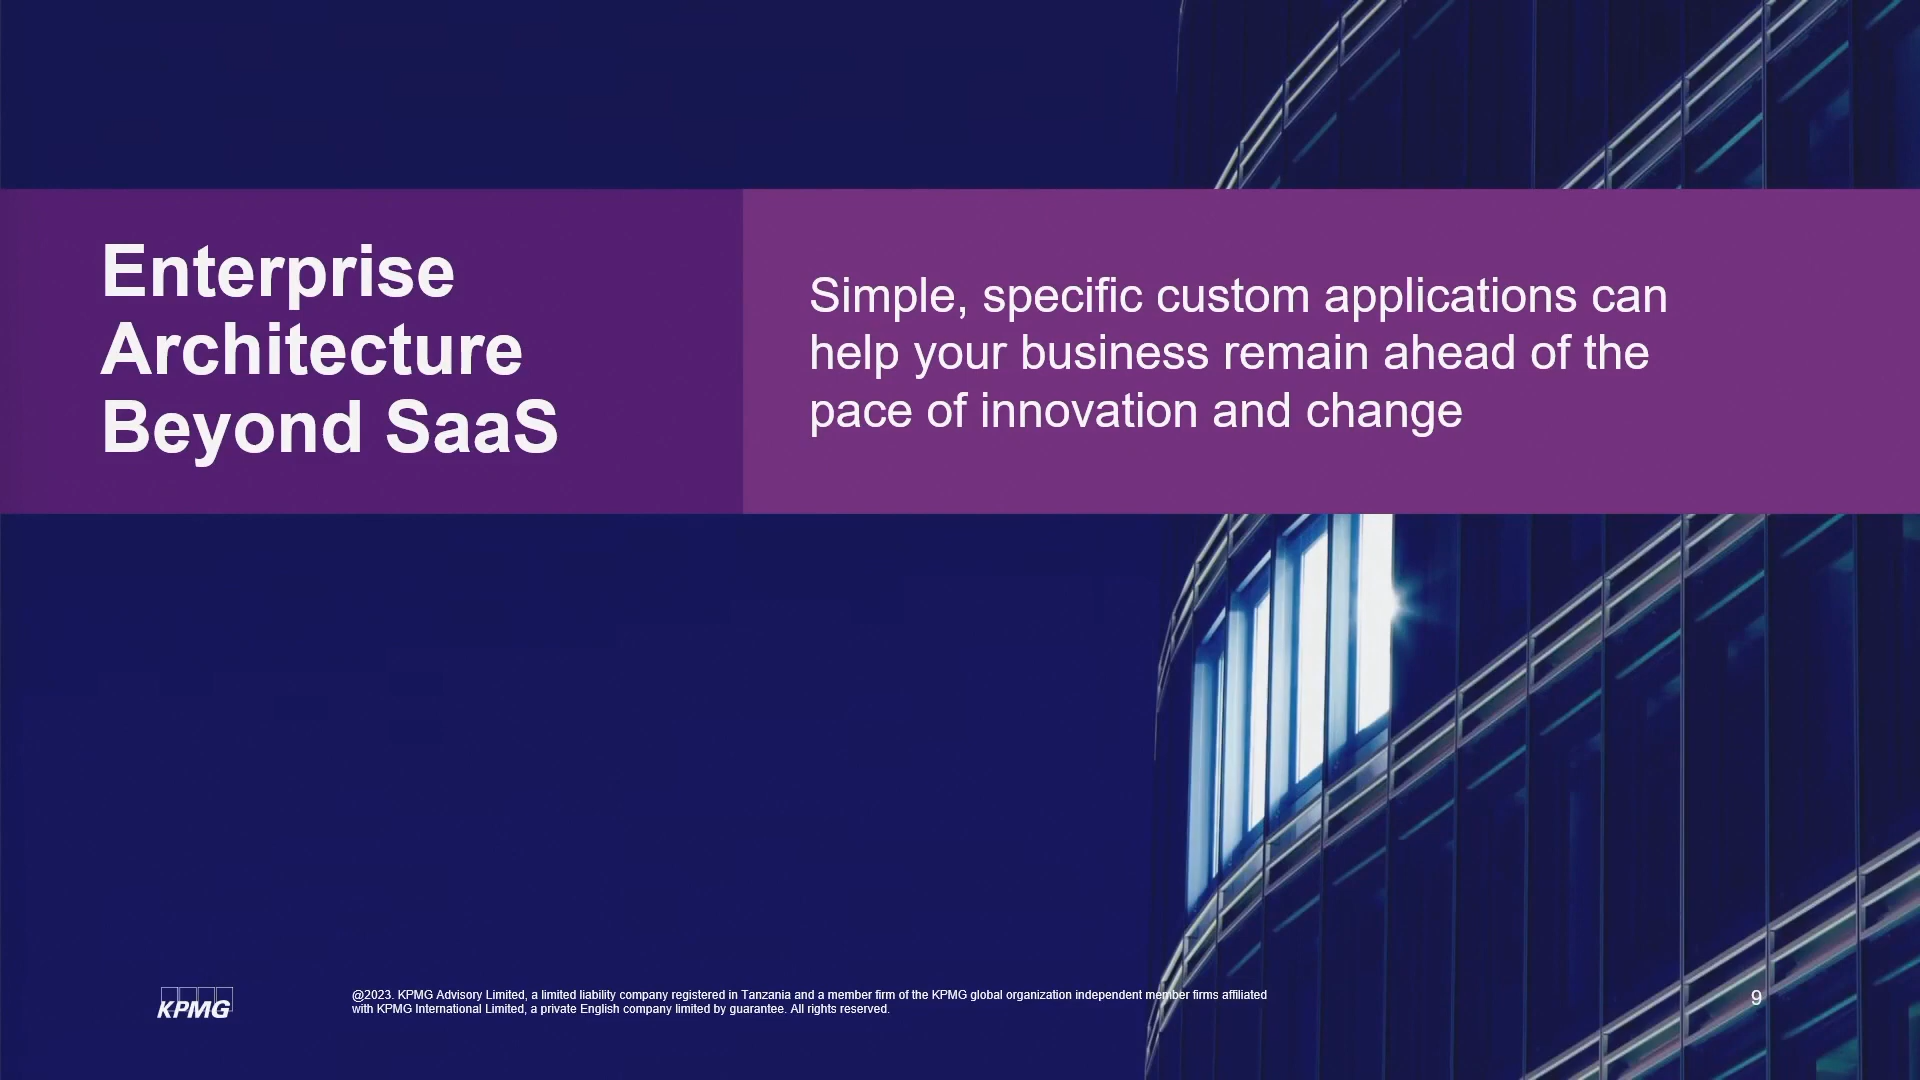 Enterprise
Architecture
Beyond SaaS
Simple, specific custom applications can
help your business remain ahead of the
pace of innovation and change
KPMG
@2023. KPMG Advisory Limited, a limited liability company registered in Tanzania and a member firm of the KPMG global organization independent member firms affiliated
with KPMG International Limited, a private English company limited by guarantee. All rights reserved.
9